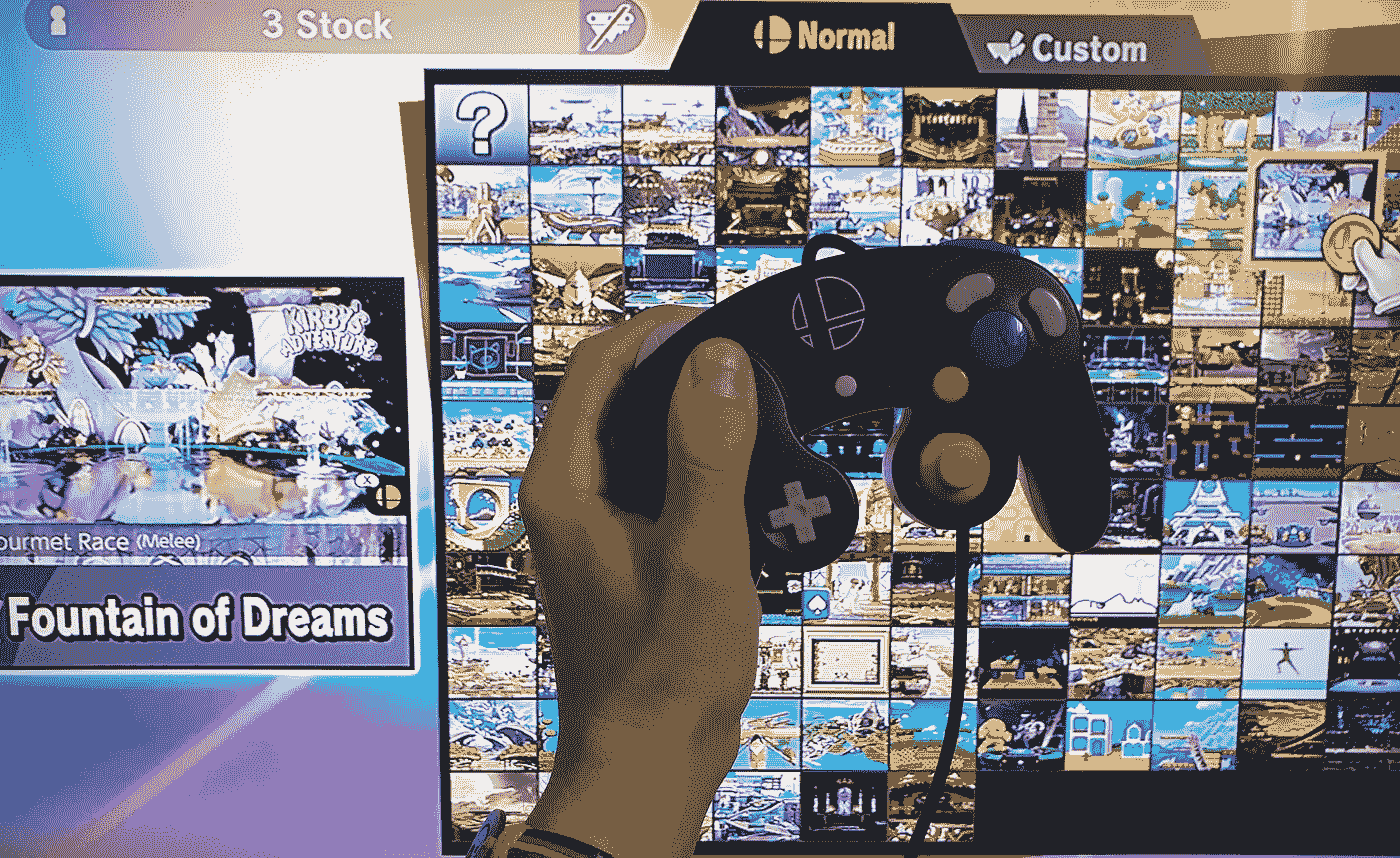 3 Stock
Normal
Custom
?
KIRBY'S
ADVENTURE
X
ourmet Race (Melee)
Fountain of Dreams